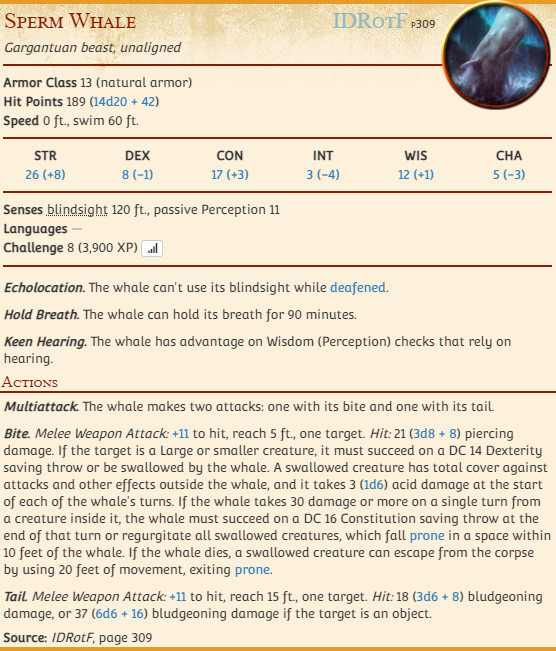 Sperm Whale
IDRotF P309
Gargantuan beast, unaligned
Armor Class 13 (natural armor)
Hit Points 189 (14d20 + 42)
Speed 0 ft., swim 60 ft.
STR DEX CON INT WIS CHA
26 (+8) 8 (−1) 17 (+3) 3 (−4) 12 (+1) 5 (−3)
Senses blindsight 120 ft., passive Perception 11
Languages —
Challenge 8 (3,900 XP)
Echolocation. The whale can't use its blindsight while deafened.
Hold Breath. The whale can hold its breath for 90 minutes.
Keen Hearing. The whale has advantage on Wisdom (Perception) checks that rely on
hearing.
Actions
Multiattack. The whale makes two attacks: one with its bite and one with its tail.
Bite. Melee Weapon Attack: +11 to hit, reach 5 ft., one target. Hit: 21 (3d8 + 8) piercing
damage. If the target is a Large or smaller creature, it must succeed on a DC 14 Dexterity
saving throw or be swallowed by the whale. A swallowed creature has total cover against
attacks and other effects outside the whale, and it takes 3 (1d6) acid damage at the start
of each of the whale's turns. If the whale takes 30 damage or more on a single turn from
a creature inside it, the whale must succeed on a DC 16 Constitution saving throw at the
end of that turn or regurgitate all swallowed creatures, which fall prone in a space within
10 feet of the whale. If the whale dies, a swallowed creature can escape from the corpse
by using 20 feet of movement, exiting prone.
Tail. Melee Weapon Attack: +11 to hit, reach 15 ft., one target. Hit: 18 (3d6 + 8) bludgeoning
damage, or 37 (6d6 + 16) bludgeoning damage if the target is an object.
Source: IDRotF, page 309